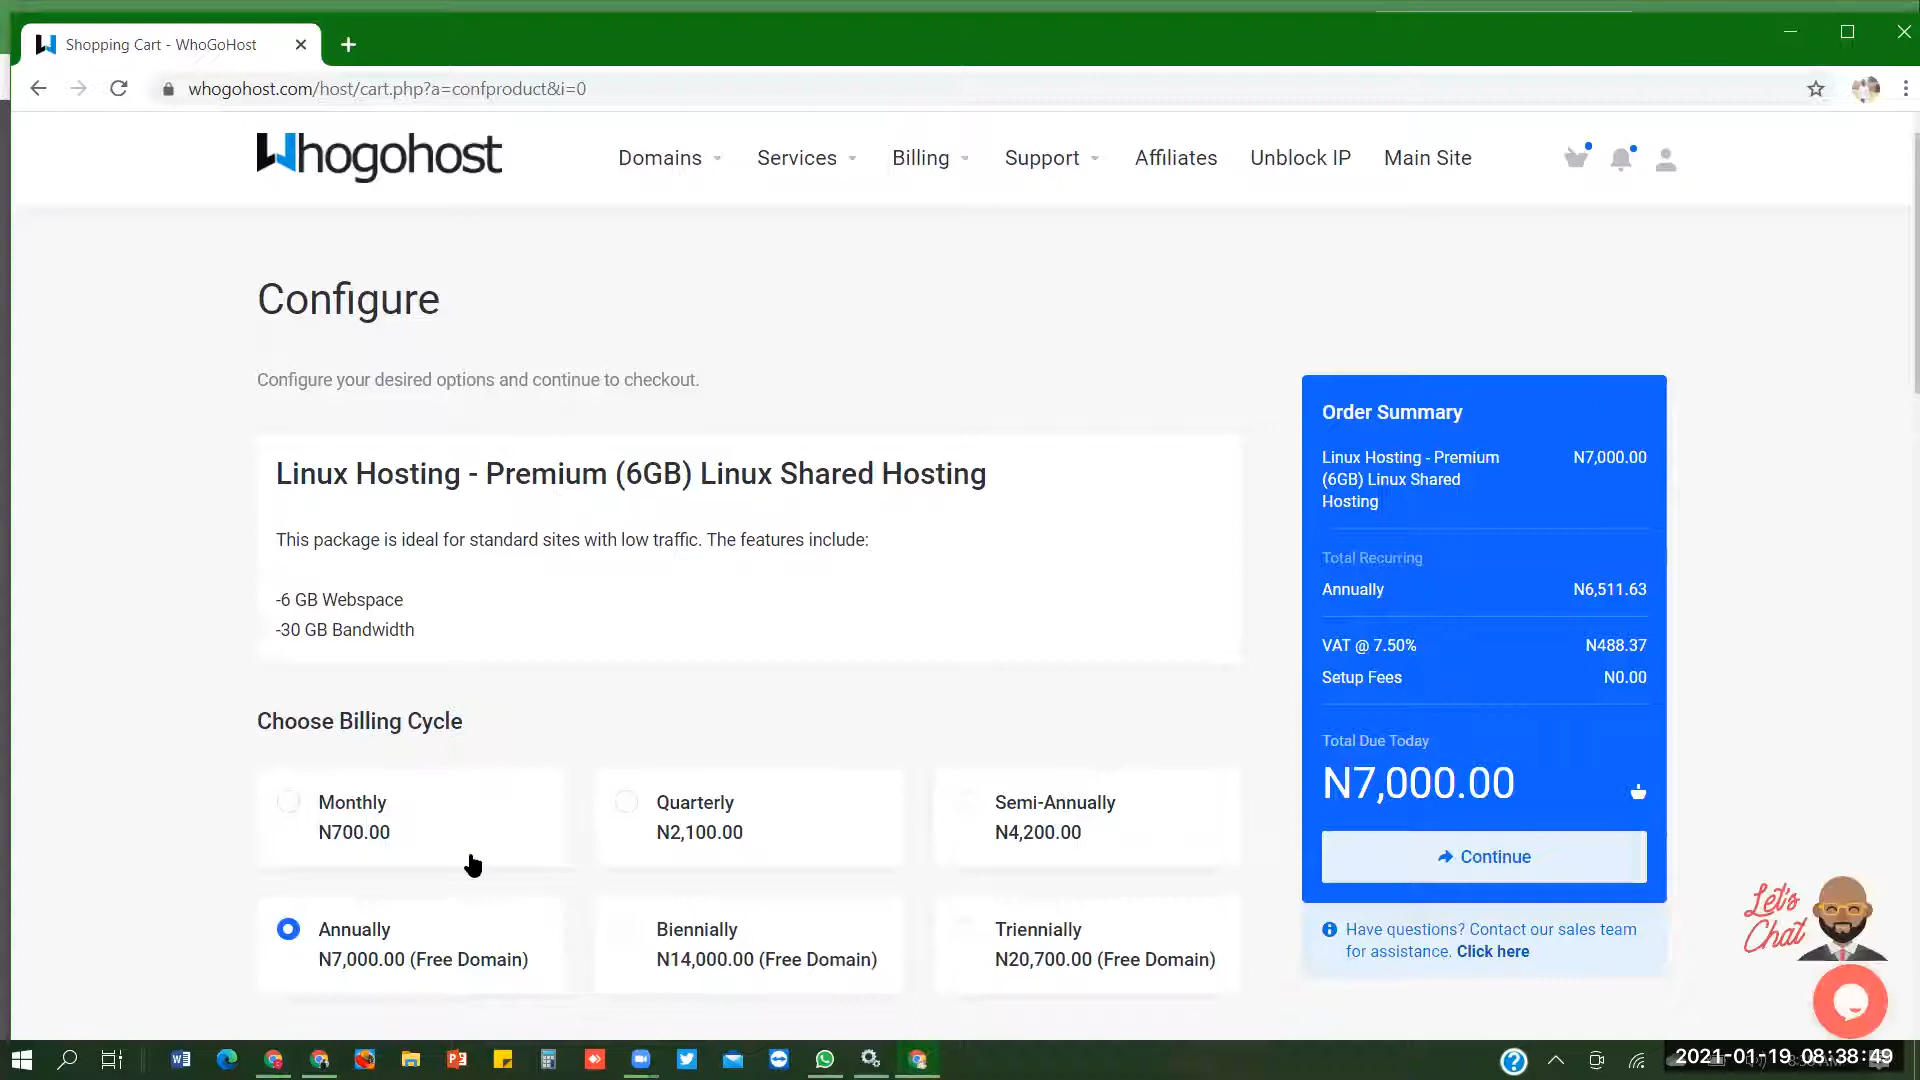 Shopping Cart - WhoGoHost
whogohost.com/host/cart.php?a=confproduct&i=0
Whogohost
Domains
Services
Billing
Support
Affiliates
Unblock IP
Main Site
Configure
Configure your desired options and continue to checkout.
Linux Hosting - Premium (6GB) Linux Shared Hosting
This package is ideal for standard sites with low traffic. The features include:
-6 GB Webspace
-30 GB Bandwidth
Choose Billing Cycle
Monthly
N700.00
Quarterly
N2,100.00
Semi-Annually
N4,200.00
Annually
N7,000.00 (Free Domain)
Biennially
N14,000.00 (Free Domain)
Triennially
N20,700.00 (Free Domain)
Order Summary
Linux Hosting - Premium N7,000.00
(6GB) Linux Shared
Hosting
Total Recurring
Annually N6,511.63
VAT @ 7.50% N488.37
Setup Fees N0.00
Total Due Today
N7,000.00
Continue
Have questions? Contact our sales team
for assistance. Click here
Let's
Chat
2021-01-19 08:38:49